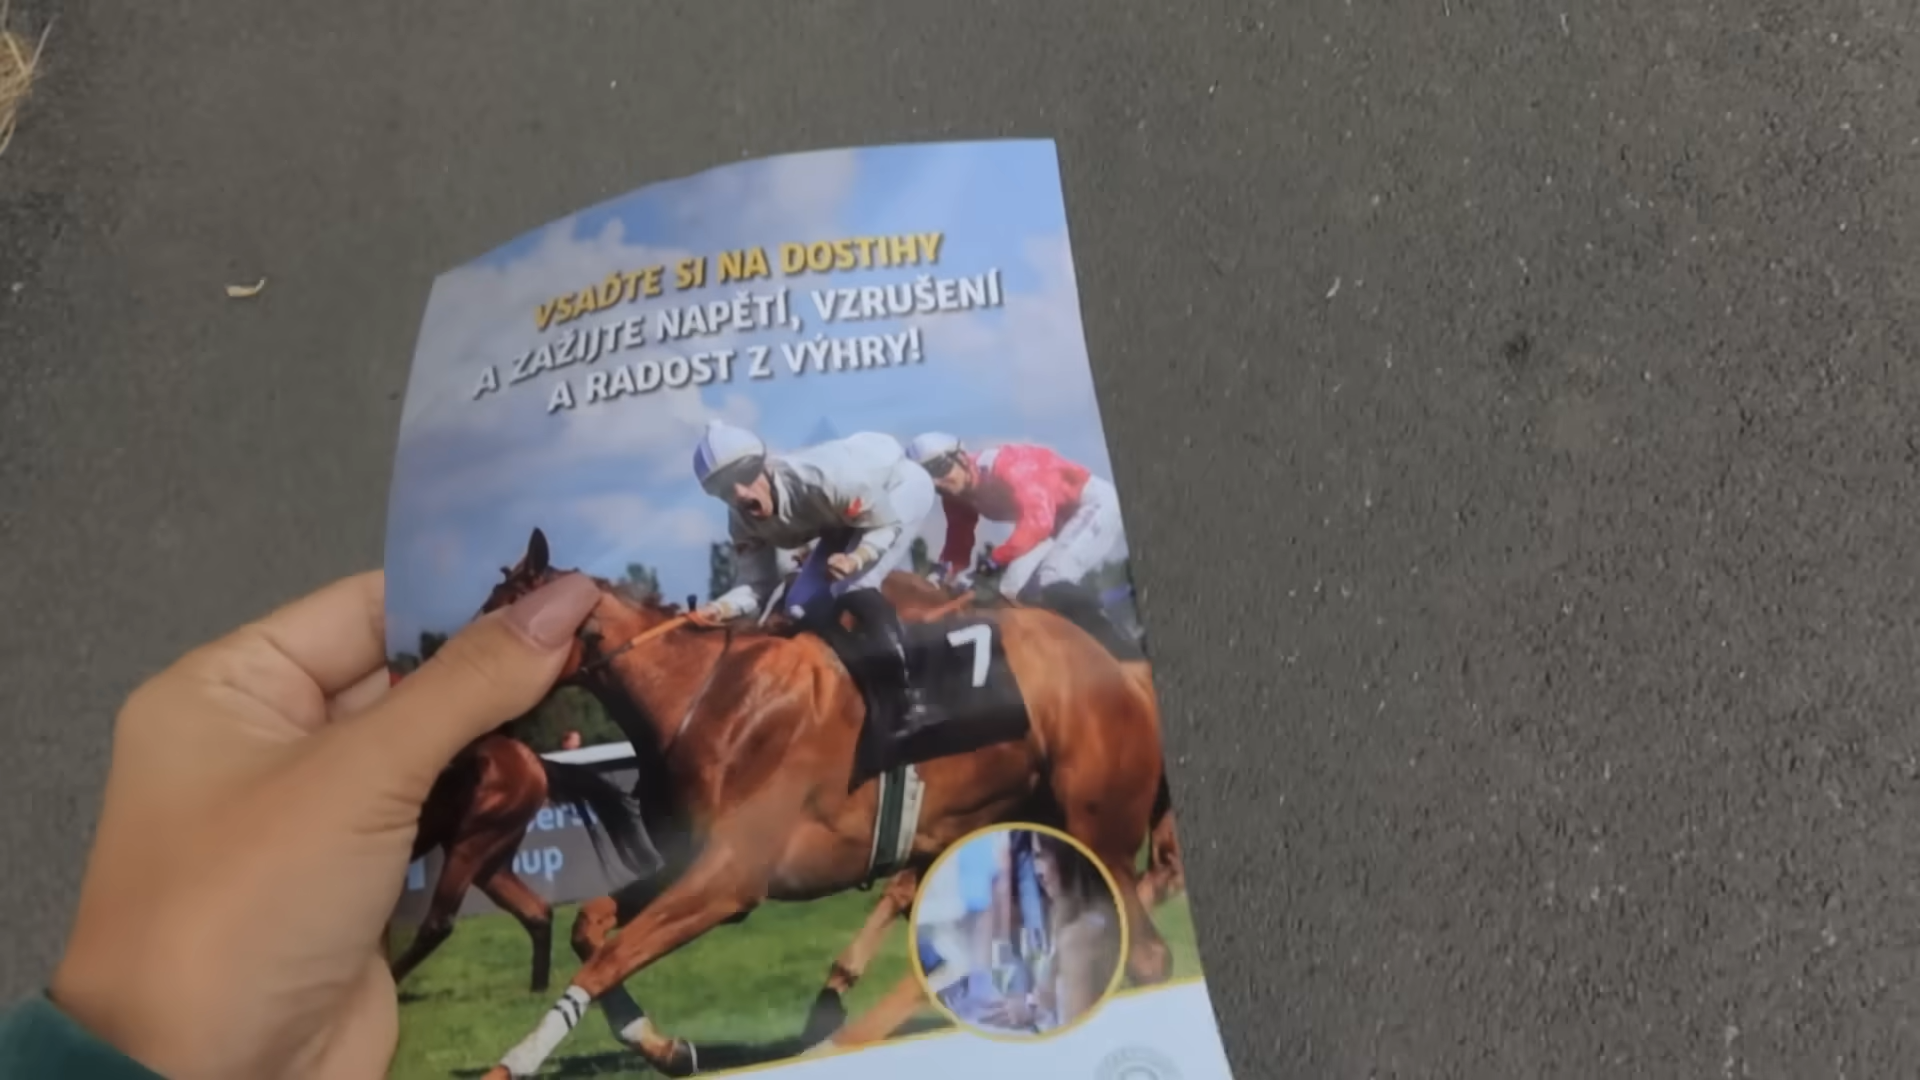 VSAĎTE SI NA DOSTIHY
A ZAŽIJTE NAPĚTÍ, VZRUŠENÍ
A RADOST Z VÝHRY!
7